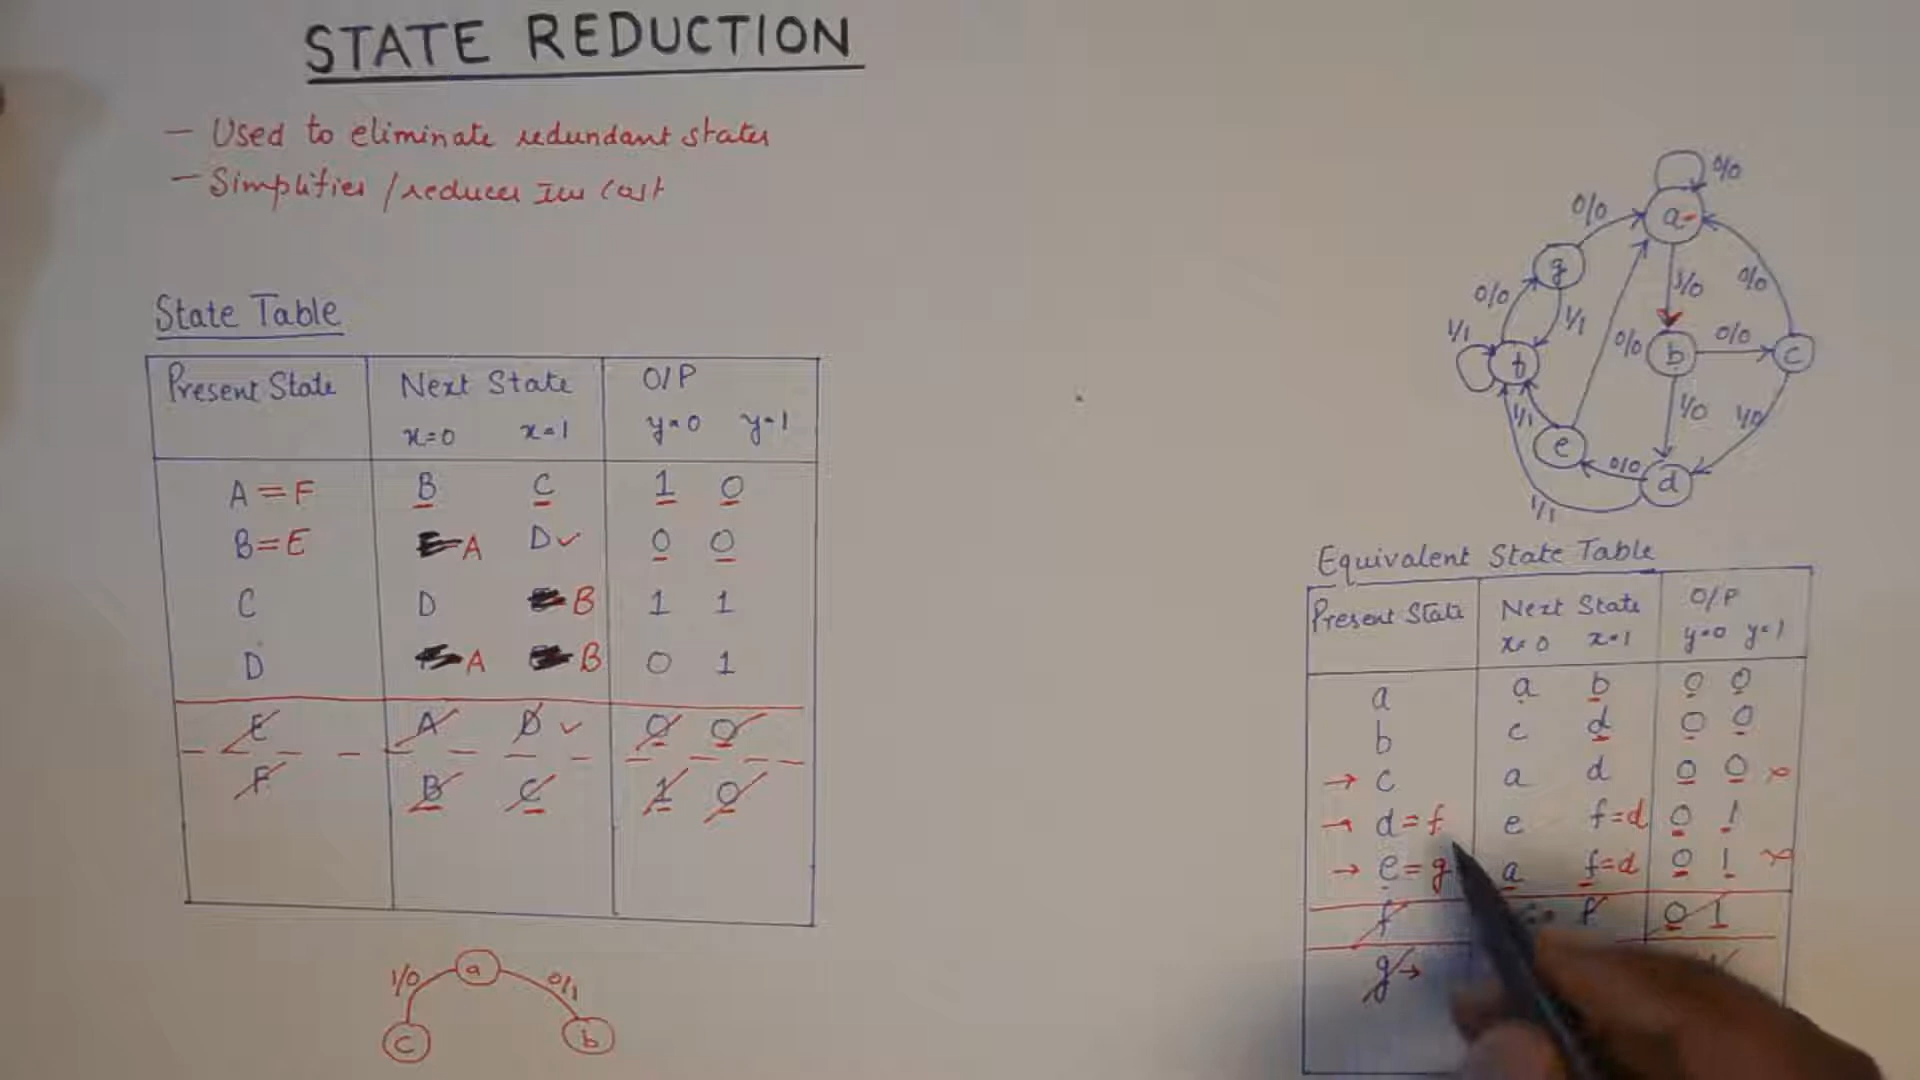 STATE REDUCTION
— Used to eliminate redundant states
— Simplifies / reduces
State Table
Present State Next State O/P
x=0 x=1 y=0 y=1
A = F B C 1 0
B = E A D ✓ 0 0
C D B 1 1
D A B 0 1
E A D ✓ 0 0
F B C 1 0
a
1/0 0/1
c b
0/0
0/0 a
g 0/0
0/0 1/0
1/1 1/1 0/0 b 0/0 c
f
1/1 1/0 1/0
e 0/0 d
1/1
Equivalent State Table
Present State Next State O/P
x=0 x=1 y=0 y=1
a a b 0 0
b c d 0 0
→ c a d 0 0 x
→ d = f e f=d 0 1
→ e = g a f=d 0 1 x
f f 0 1
g →